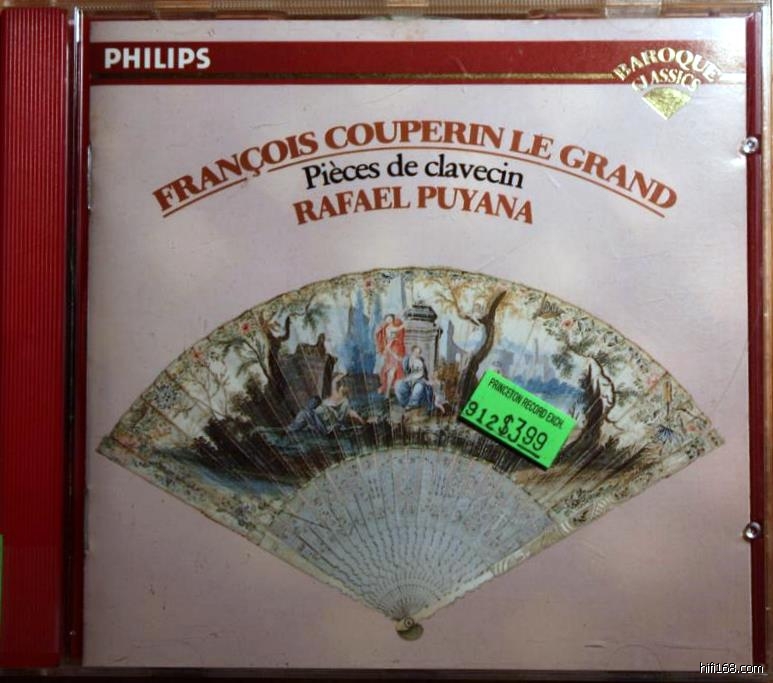 PHILIPS
BAROQUE
CLASSICS
FRANÇOIS COUPERIN LE GRAND
Pièces de clavecin
RAFAEL PUYANA
PRINCETON RECORD EXCH.
912 $3.99
hifi168.com